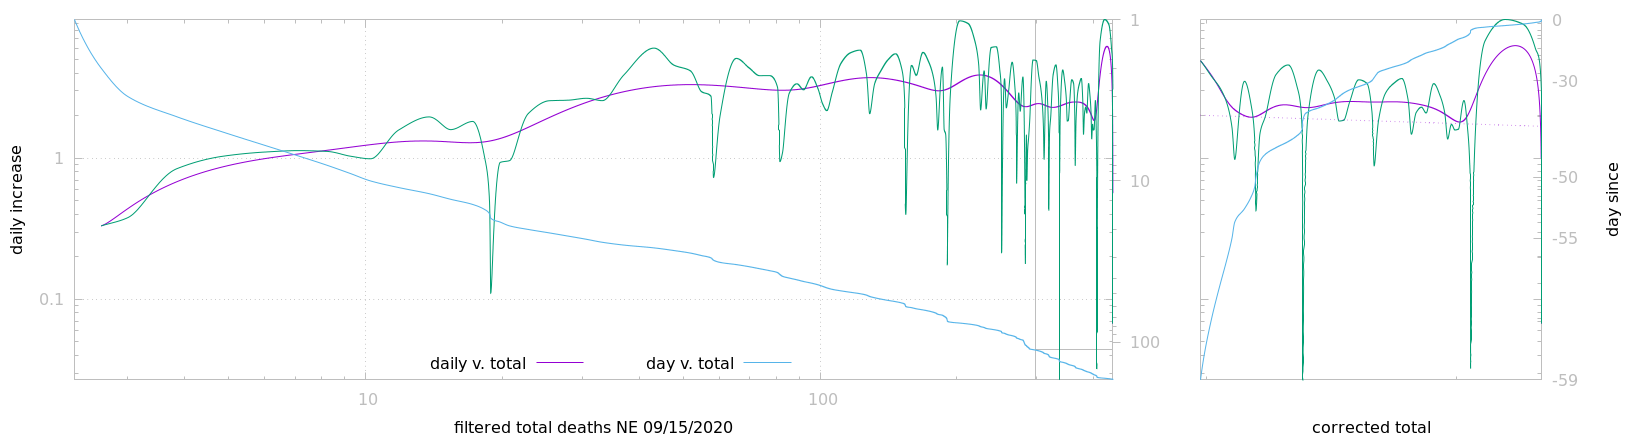 daily increase
1
0.1
daily v. total
day v. total
10
100
filtered total deaths NE 09/15/2020
1
10
100
0
-30
-50
-55
-59
day since
corrected total